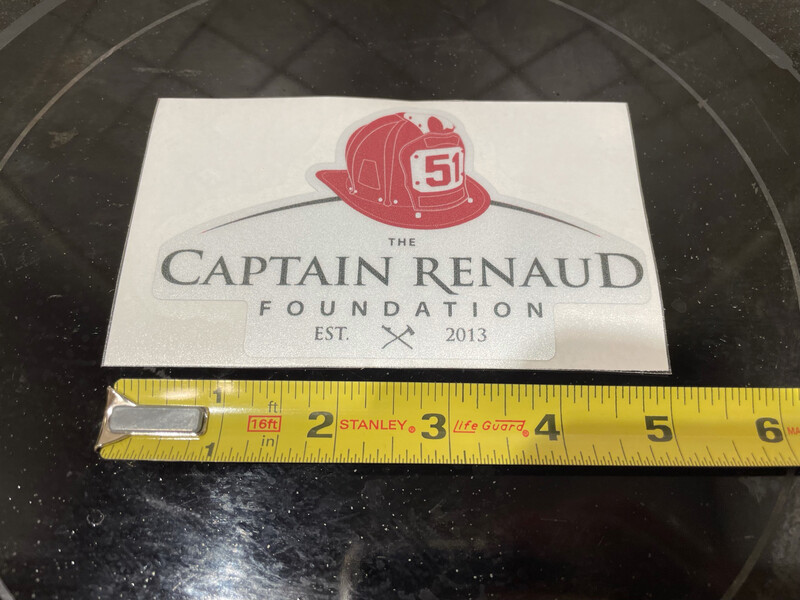 51
THE
CAPTAIN RENAUD
FOUNDATION
EST. 2013
1 ft 16ft in 2 STANLEY® 3 life Guard® 4 5 6
1